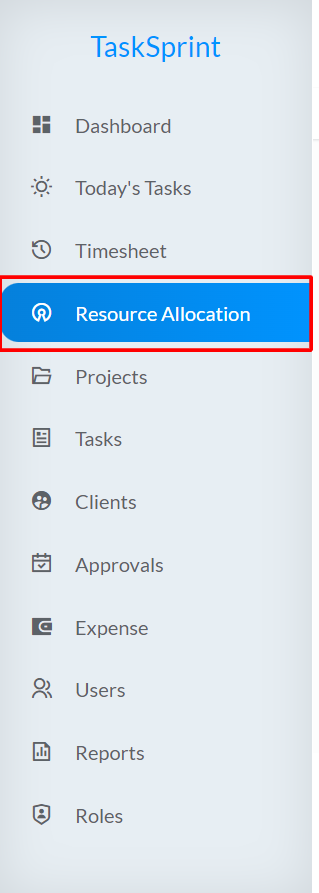 TaskSprint
Dashboard
Today's Tasks
Timesheet
Resource Allocation
Projects
Tasks
Clients
Approvals
Expense
Users
Reports
Roles